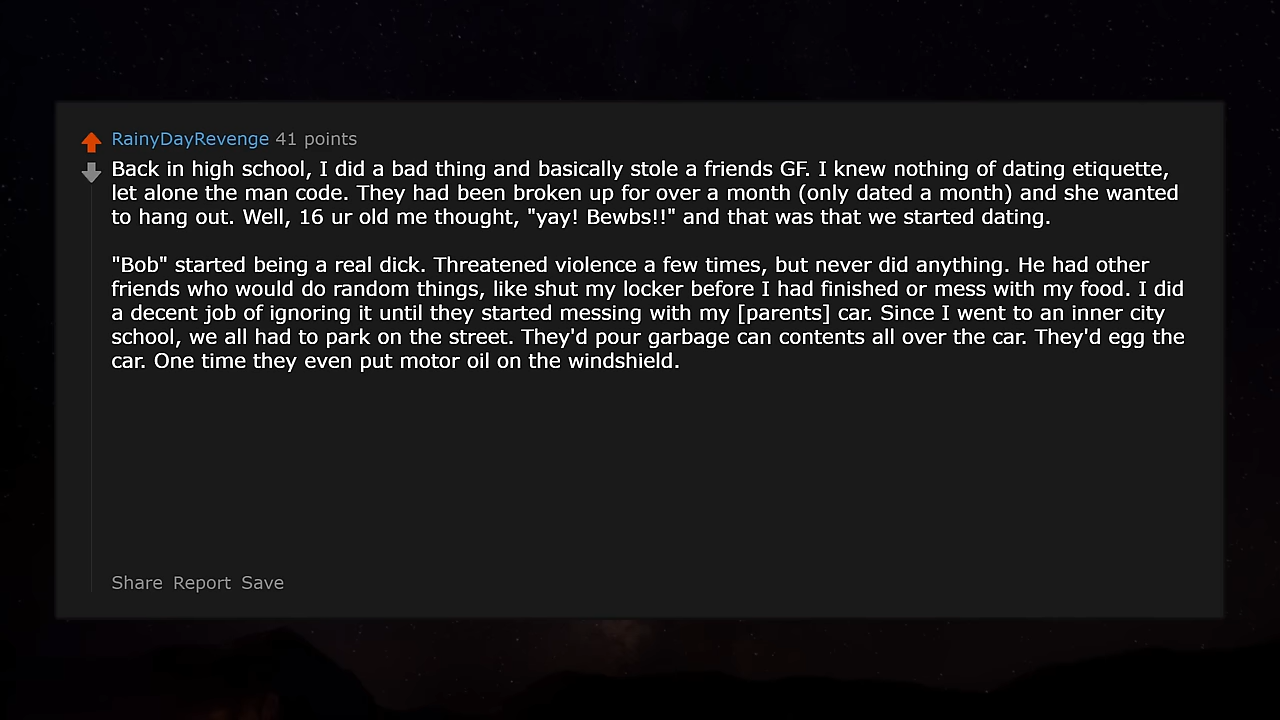 RainyDayRevenge 41 points
Back in high school, I did a bad thing and basically stole a friends GF. I knew nothing of dating etiquette,
let alone the man code. They had been broken up for over a month (only dated a month) and she wanted
to hang out. Well, 16 ur old me thought, "yay! Bewbs!!" and that was that we started dating.
"Bob" started being a real dick. Threatened violence a few times, but never did anything. He had other
friends who would do random things, like shut my locker before I had finished or mess with my food. I did
a decent job of ignoring it until they started messing with my [parents] car. Since I went to an inner city
school, we all had to park on the street. They'd pour garbage can contents all over the car. They'd egg the
car. One time they even put motor oil on the windshield.
Share Report Save